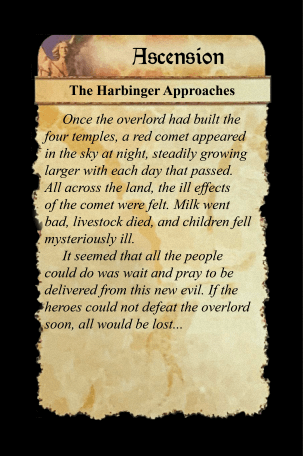 Ascension
The Harbinger Approaches
Once the overlord had built the
four temples, a red comet appeared
in the sky at night, steadily growing
larger with each day that passed.
All across the land, the ill effects
of the comet were felt. Milk went
bad, livestock died, and children fell
mysteriously ill.
It seemed that all the people
could do was wait and pray to be
delivered from this new evil. If the
heroes could not defeat the overlord
soon, all would be lost...